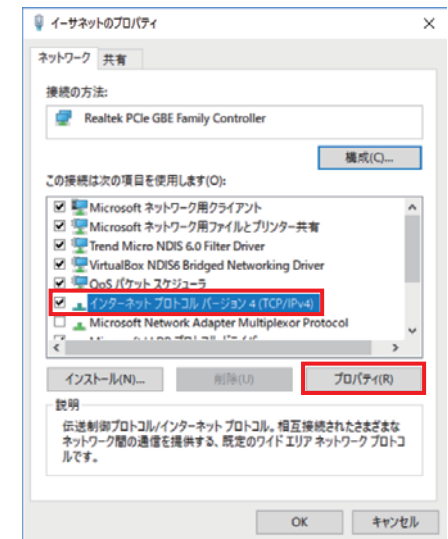 イーサネットのプロパティ
ネットワーク 共有
接続の方法:
Realtek PCIe GBE Family Controller
構成(C)...
この接続は次の項目を使用します(O):
Microsoft ネットワーク用クライアント
Microsoft ネットワーク用ファイルとプリンター共有
Trend Micro NDIS 6.0 Filter Driver
VirtualBox NDIS6 Bridged Networking Driver
QoS パケット スケジューラ
インターネット プロトコル バージョン 4 (TCP/IPv4)
Microsoft Network Adapter Multiplexor Protocol
インストール(N)... 削除(U) プロパティ(R)
説明
伝送制御プロトコル/インターネット プロトコル。相互接続されたさまざまな
ネットワーク間の通信を提供する、既定のワイド エリア ネットワーク プロトコ
ルです。
OK キャンセル